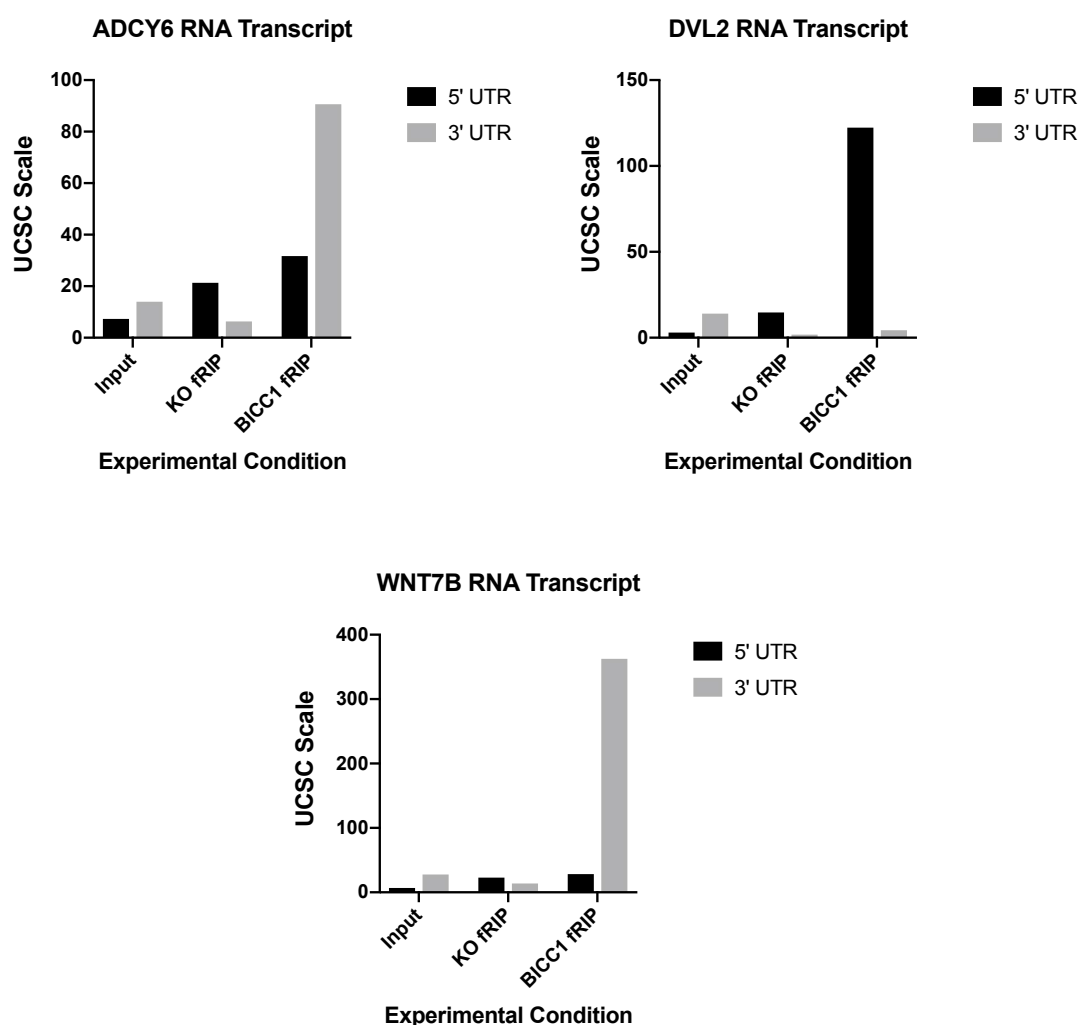 ADCY6 RNA Transcript
100
80
60
40
20
0
UCSC Scale
Input
KO fRIP
BICC1 fRIP
Experimental Condition
5' UTR
3' UTR
DVL2 RNA Transcript
150
100
50
0
UCSC Scale
Input
KO fRIP
BICC1 fRIP
Experimental Condition
5' UTR
3' UTR
WNT7B RNA Transcript
400
300
200
100
0
UCSC Scale
Input
KO fRIP
BICC1 fRIP
Experimental Condition
5' UTR
3' UTR